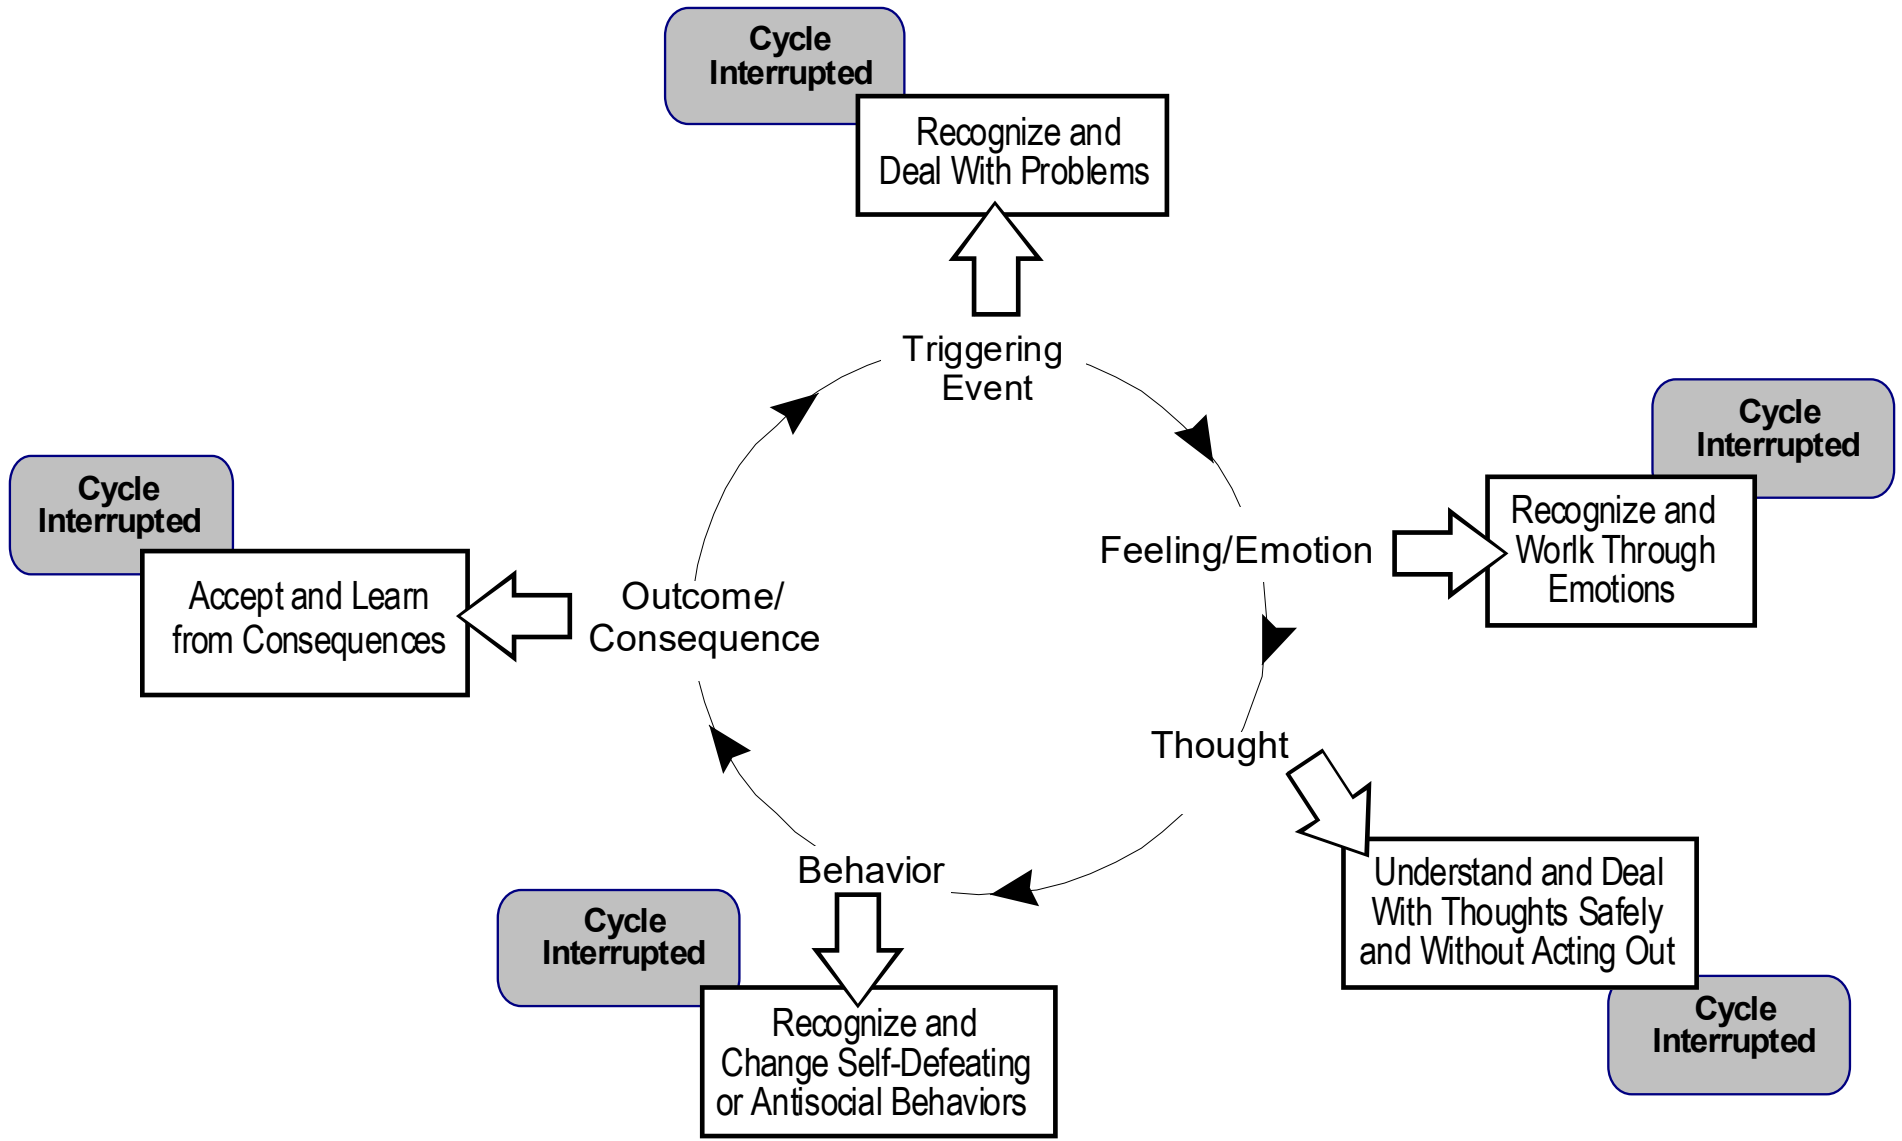 Cycle
Interrupted
Recognize and
Deal With Problems
Triggering
Event
Cycle
Interrupted
Recognize and
Worlk Through
Emotions
Feeling/Emotion
Cycle
Interrupted
Accept and Learn
from Consequences
Outcome/
Consequence
Thought
Understand and Deal
With Thoughts Safely
and Without Acting Out
Cycle
Interrupted
Behavior
Cycle
Interrupted
Recognize and
Change Self-Defeating
or Antisocial Behaviors